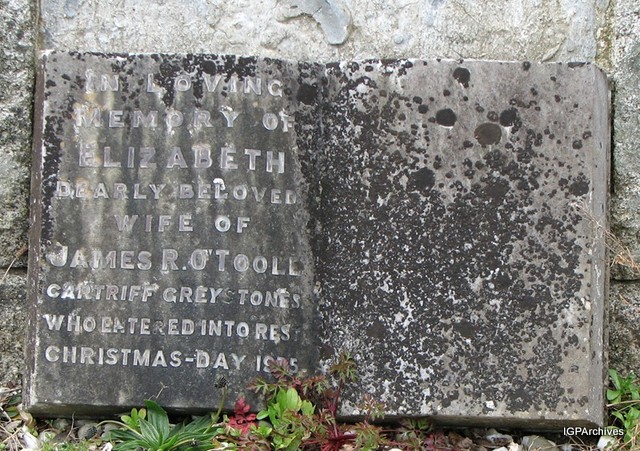 IN LOVING
MEMORY OF
ELIZABETH
DEARLY BELOVED
WIFE OF
JAMES R. O'TOOLE
CARTRIFF GREYSTONES
WHO ENTERED INTO REST
CHRISTMAS-DAY
IGPArchives